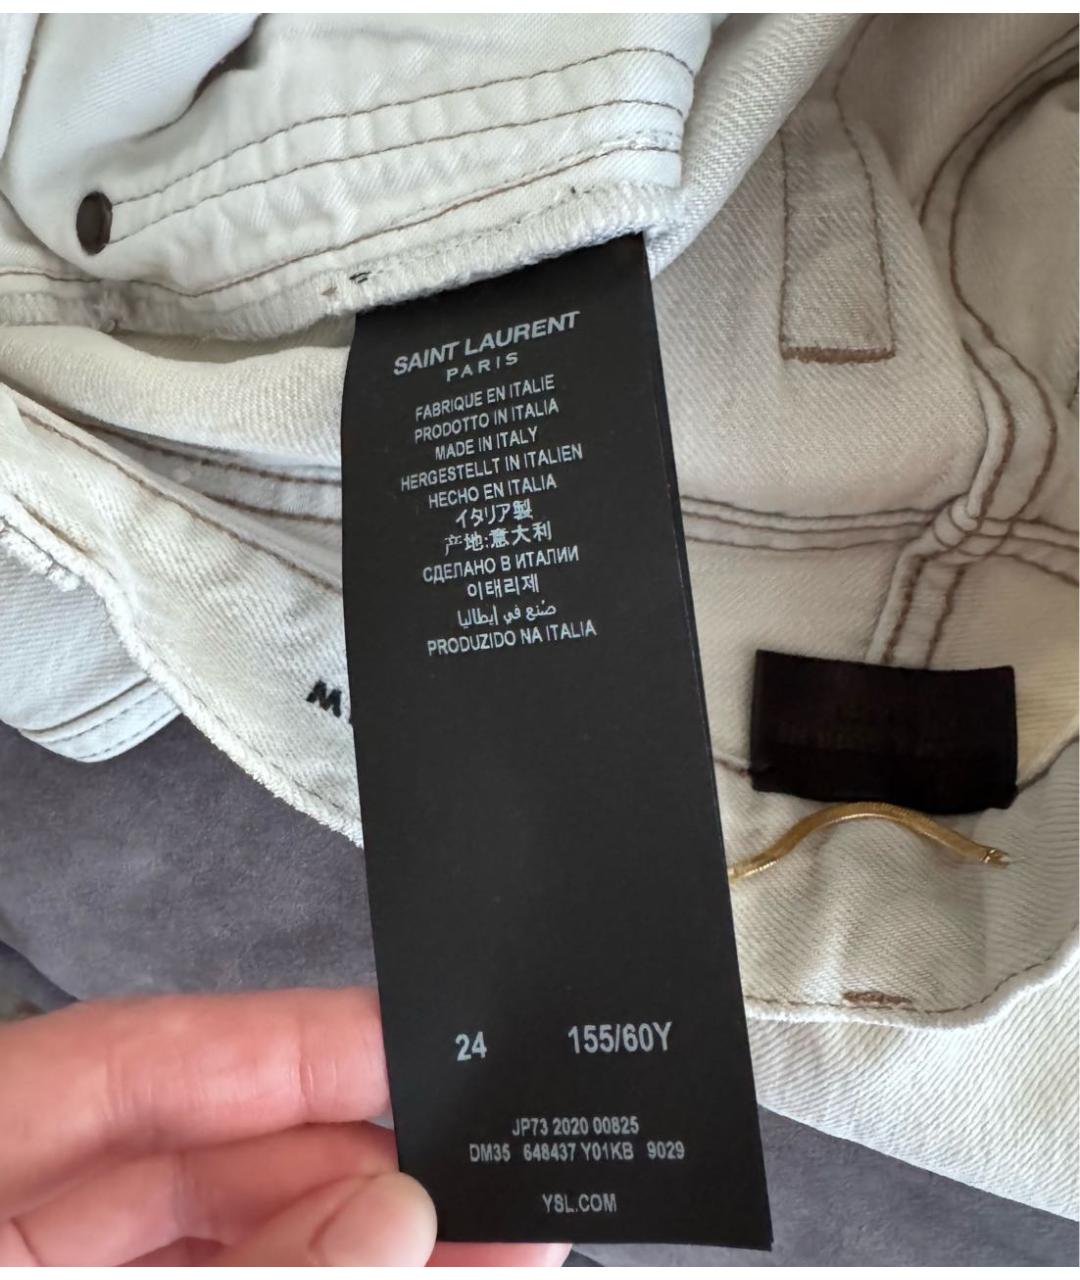 SAINT LAURENT
PARIS
FABRIQUE EN ITALIE
PRODOTTO IN ITALIA
MADE IN ITALY
HERGESTELLT IN ITALIEN
HECHO EN ITALIA
イタリア製
产地:意大利
СДЕЛАНО В ИТАЛИИ
이태리제
صُنع في إيطاليا
PRODUZIDO NA ITALIA
24 155/60Y
JP73 2020 00825
DM35 648437 Y01KB 9029
YSL.COM